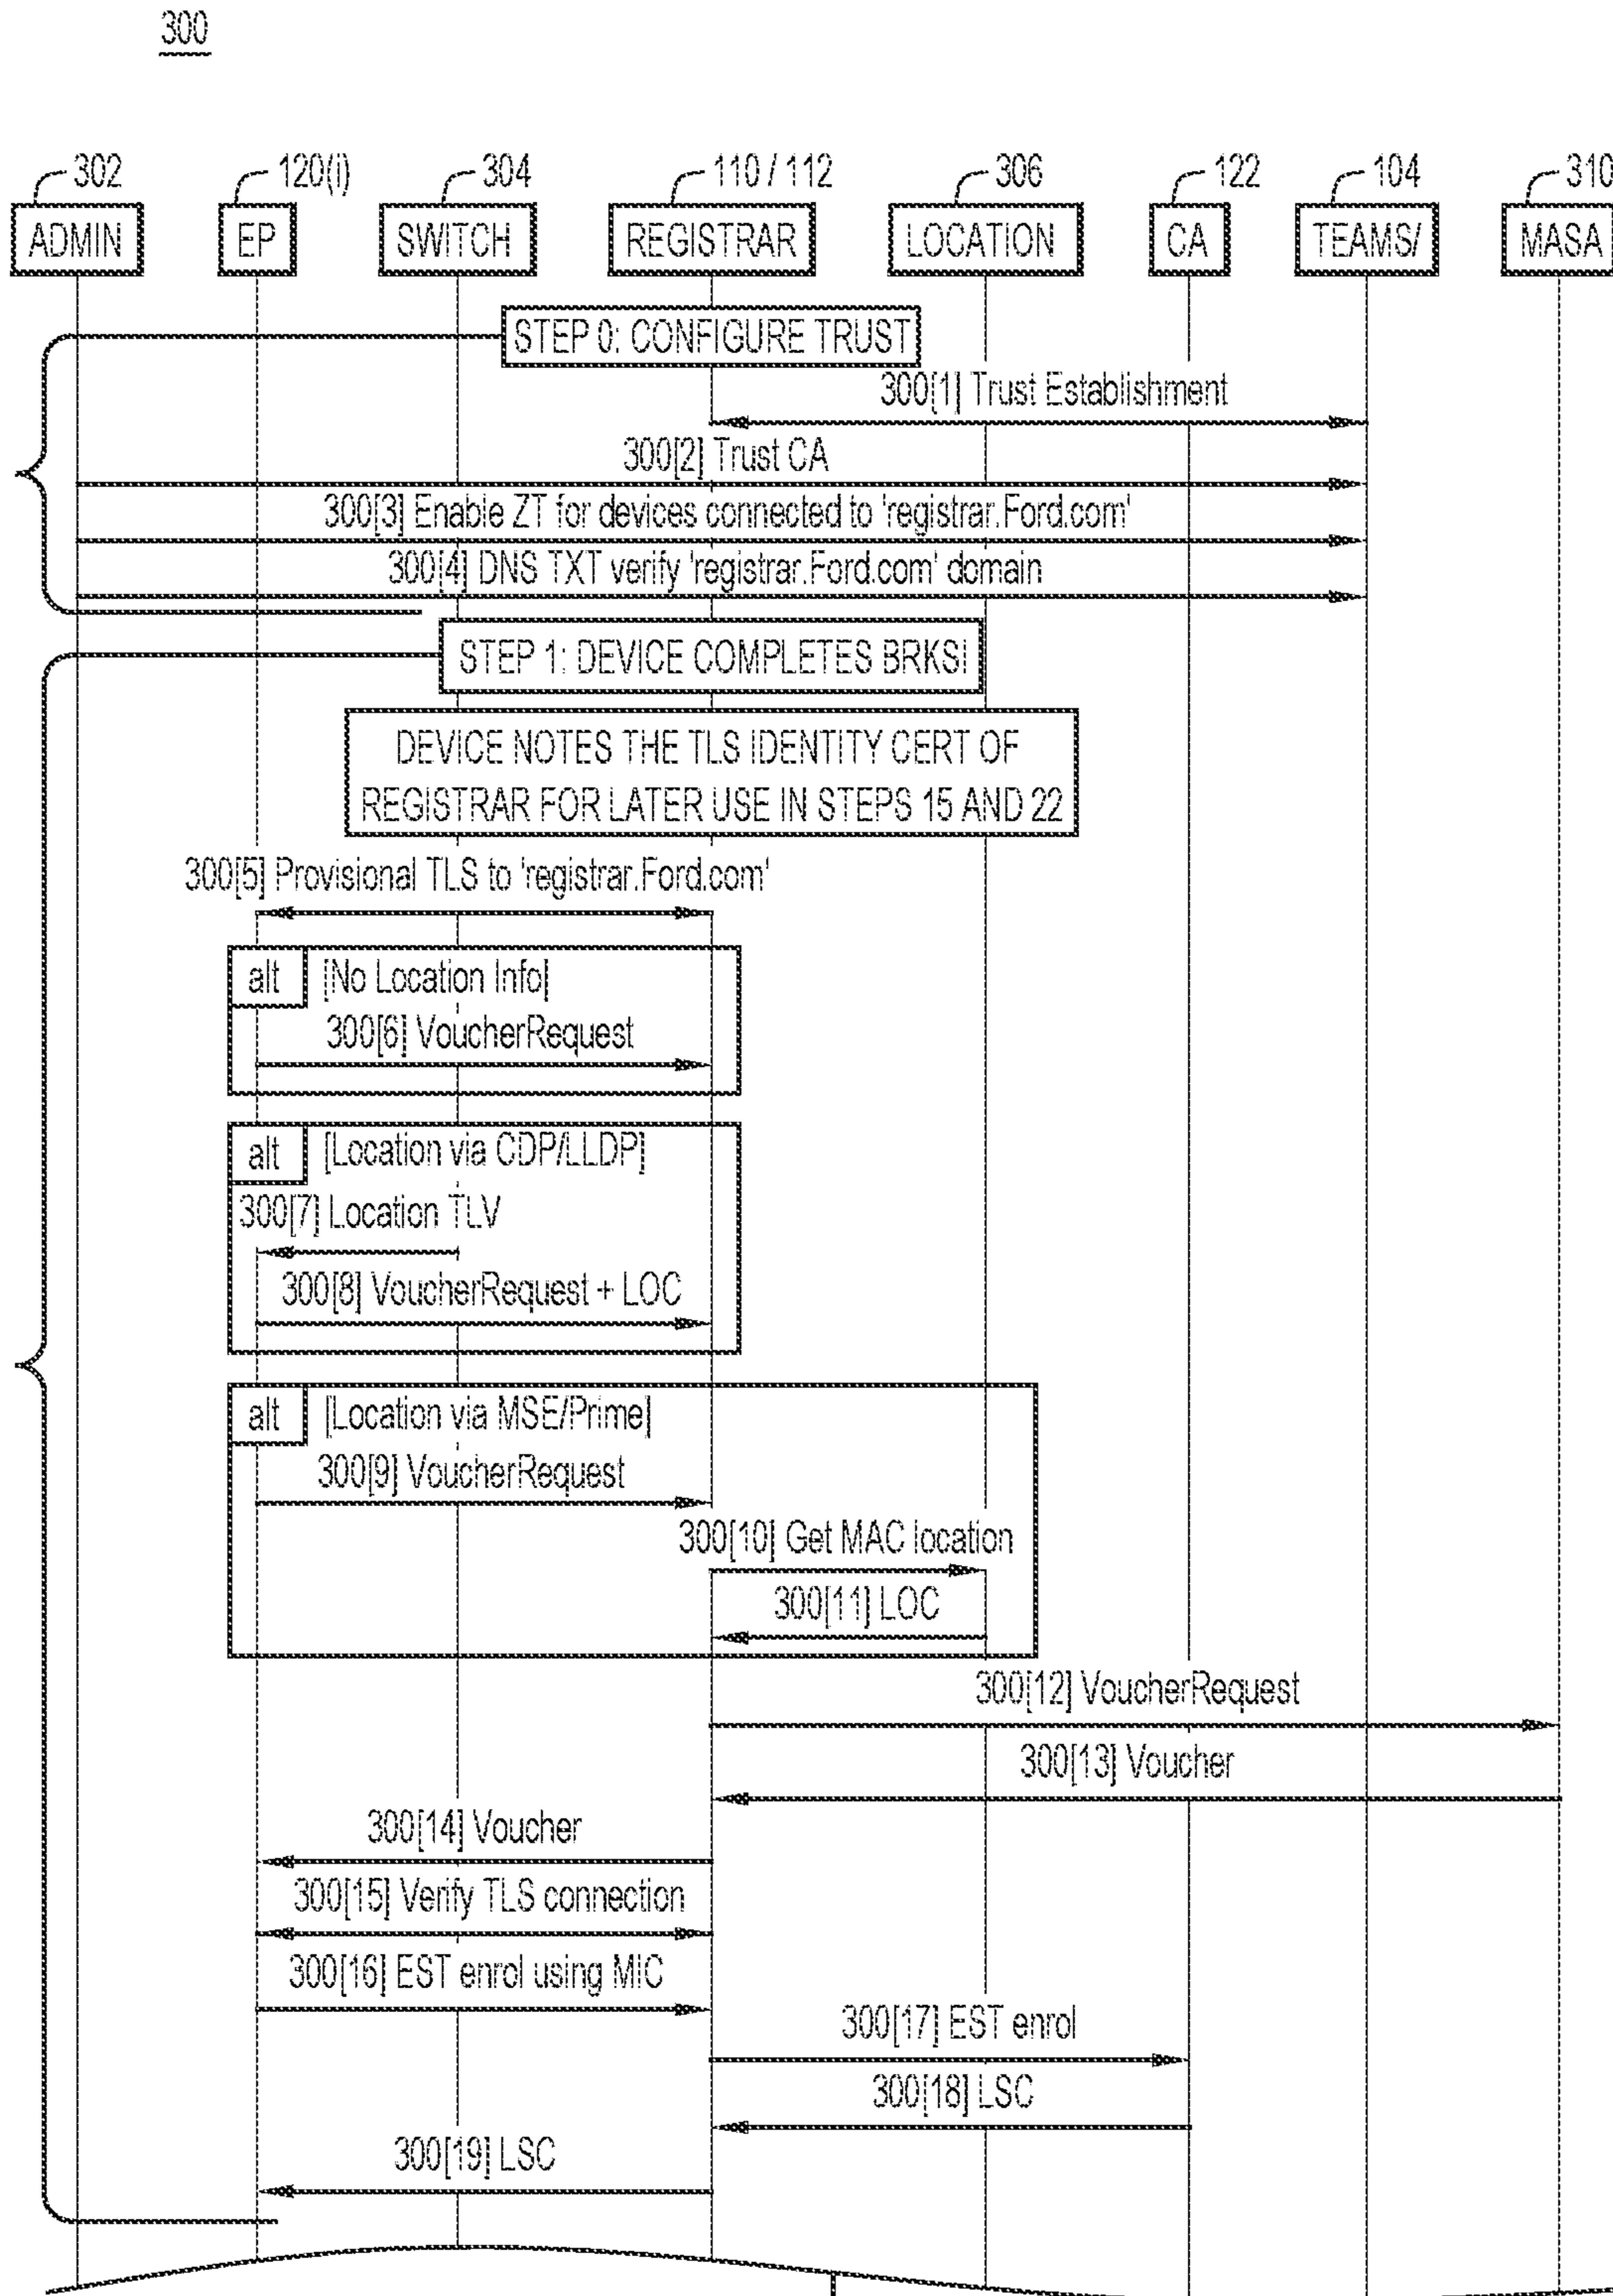 300
302
120(i)
304
110 / 112
306
122
104
310
ADMIN
EP
SWITCH
REGISTRAR
LOCATION
CA
TEAMS/
MASA
STEP 0: CONFIGURE TRUST
300[1] Trust Establishment
300[2] Trust CA
300[3] Enable ZT for devices connected to 'registrar.Ford.com'
300[4] DNS TXT verify 'registrar.Ford.com' domain
STEP 1: DEVICE COMPLETES BRKSI
DEVICE NOTES THE TLS IDENTITY CERT OF
REGISTRAR FOR LATER USE IN STEPS 15 AND 22
300[5] Provisional TLS to 'registrar.Ford.com'
alt [No Location Info]
300[6] VoucherRequest
alt [Location via CDP/LLDP]
300[7] Location TLV
300[8] VoucherRequest + LOC
alt [Location via MSE/Prime]
300[9] VoucherRequest
300[10] Get MAC location
300[11] LOC
300[12] VoucherRequest
300[13] Voucher
300[14] Voucher
300[15] Verify TLS connection
300[16] EST enrol using MIC
300[17] EST enrol
300[18] LSC
300[19] LSC